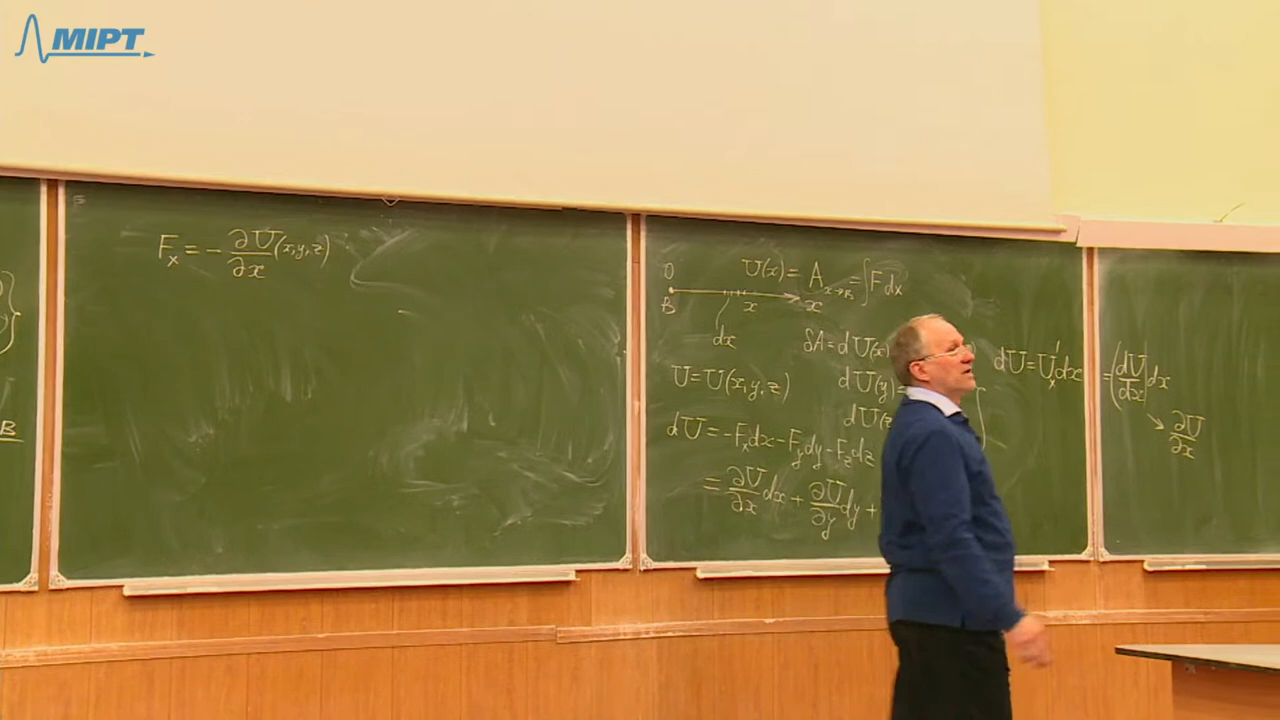 MIPT
F_x = -∂U/∂x (x,y,z)
O
B
x
dx
U(x) = A_{x→B} = ∫F dx
x
δA = dU(x)
U = U(x,y,z)
dU(y) =
dU = -F_x dx - F_y dy - F_z dz
= ∂U/∂x dx + ∂U/∂y dy +
dU = U'_x dx = (dU/dx) dx
→ ∂U/∂x
B